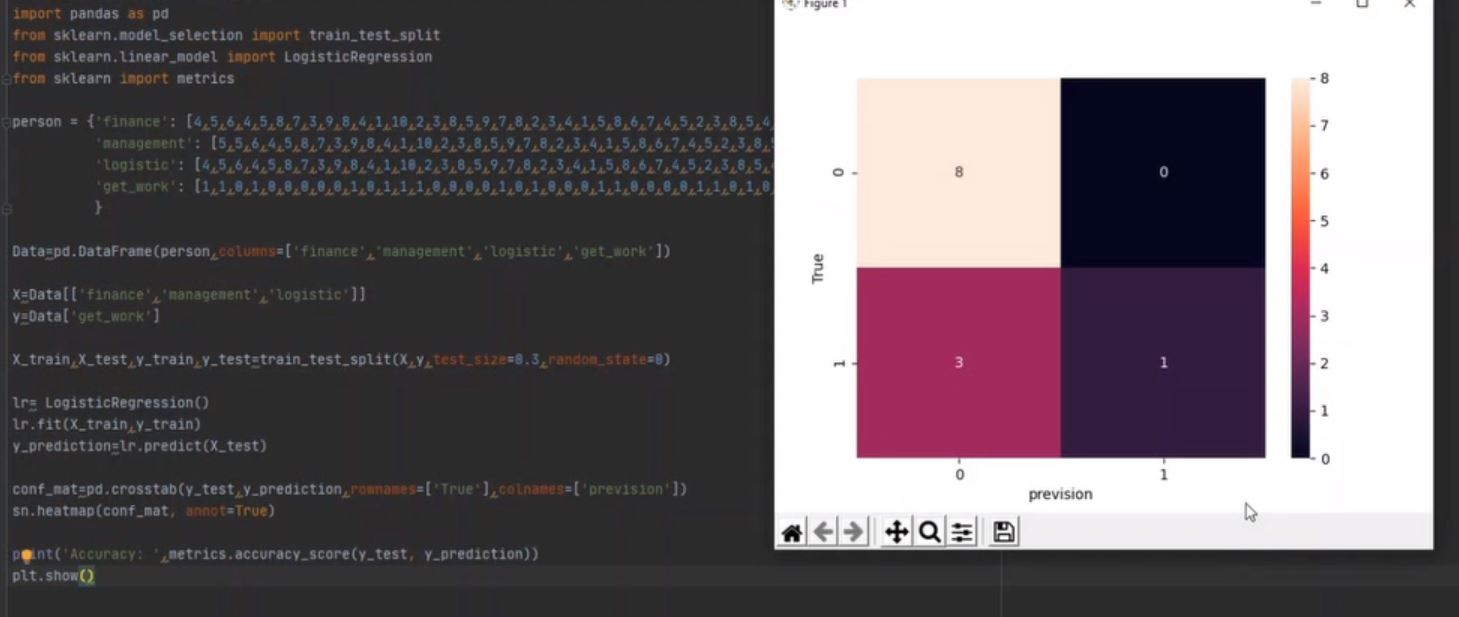 import pandas as pd
from sklearn.model_selection import train_test_split
from sklearn.linear_model import LogisticRegression
from sklearn import metrics
person = {'finance': [4,5,6,4,5,8,7,3,9,8,4,1,10,2,3,8,5,9,7,8,2,3,4,1,5,8,6,7,4,5,2,3,8,5,4
'management': [5,5,6,4,5,8,7,3,9,8,4,1,10,2,3,8,5,9,7,8,2,3,4,1,5,8,6,7,4,5,2,3,8,
'logistic': [4,5,6,4,5,8,7,3,9,8,4,1,10,2,3,8,5,9,7,8,2,3,4,1,5,8,6,7,4,5,2,3,8,5,
'get_work': [1,1,0,1,0,0,0,0,0,1,0,1,1,1,0,0,0,0,1,0,1,0,0,0,1,1,0,0,0,0,1,1,0,1,0,
}
Data=pd.DataFrame(person,columns=['finance','management','logistic','get_work'])
X=Data[['finance','management','logistic']]
y=Data['get_work']
X_train,X_test,y_train,y_test=train_test_split(X,y,test_size=0.3,random_state=0)
lr= LogisticRegression()
lr.fit(X_train,y_train)
y_prediction=lr.predict(X_test)
conf_mat=pd.crosstab(y_test,y_prediction,rownames=['True'],colnames=['prevision'])
sn.heatmap(conf_mat, annot=True)
print('Accuracy: ',metrics.accuracy_score(y_test, y_prediction))
plt.show()
Figure 1
8
7
6
5
4
3
2
1
0
0
8
0
True
1
3
1
0
1
prevision